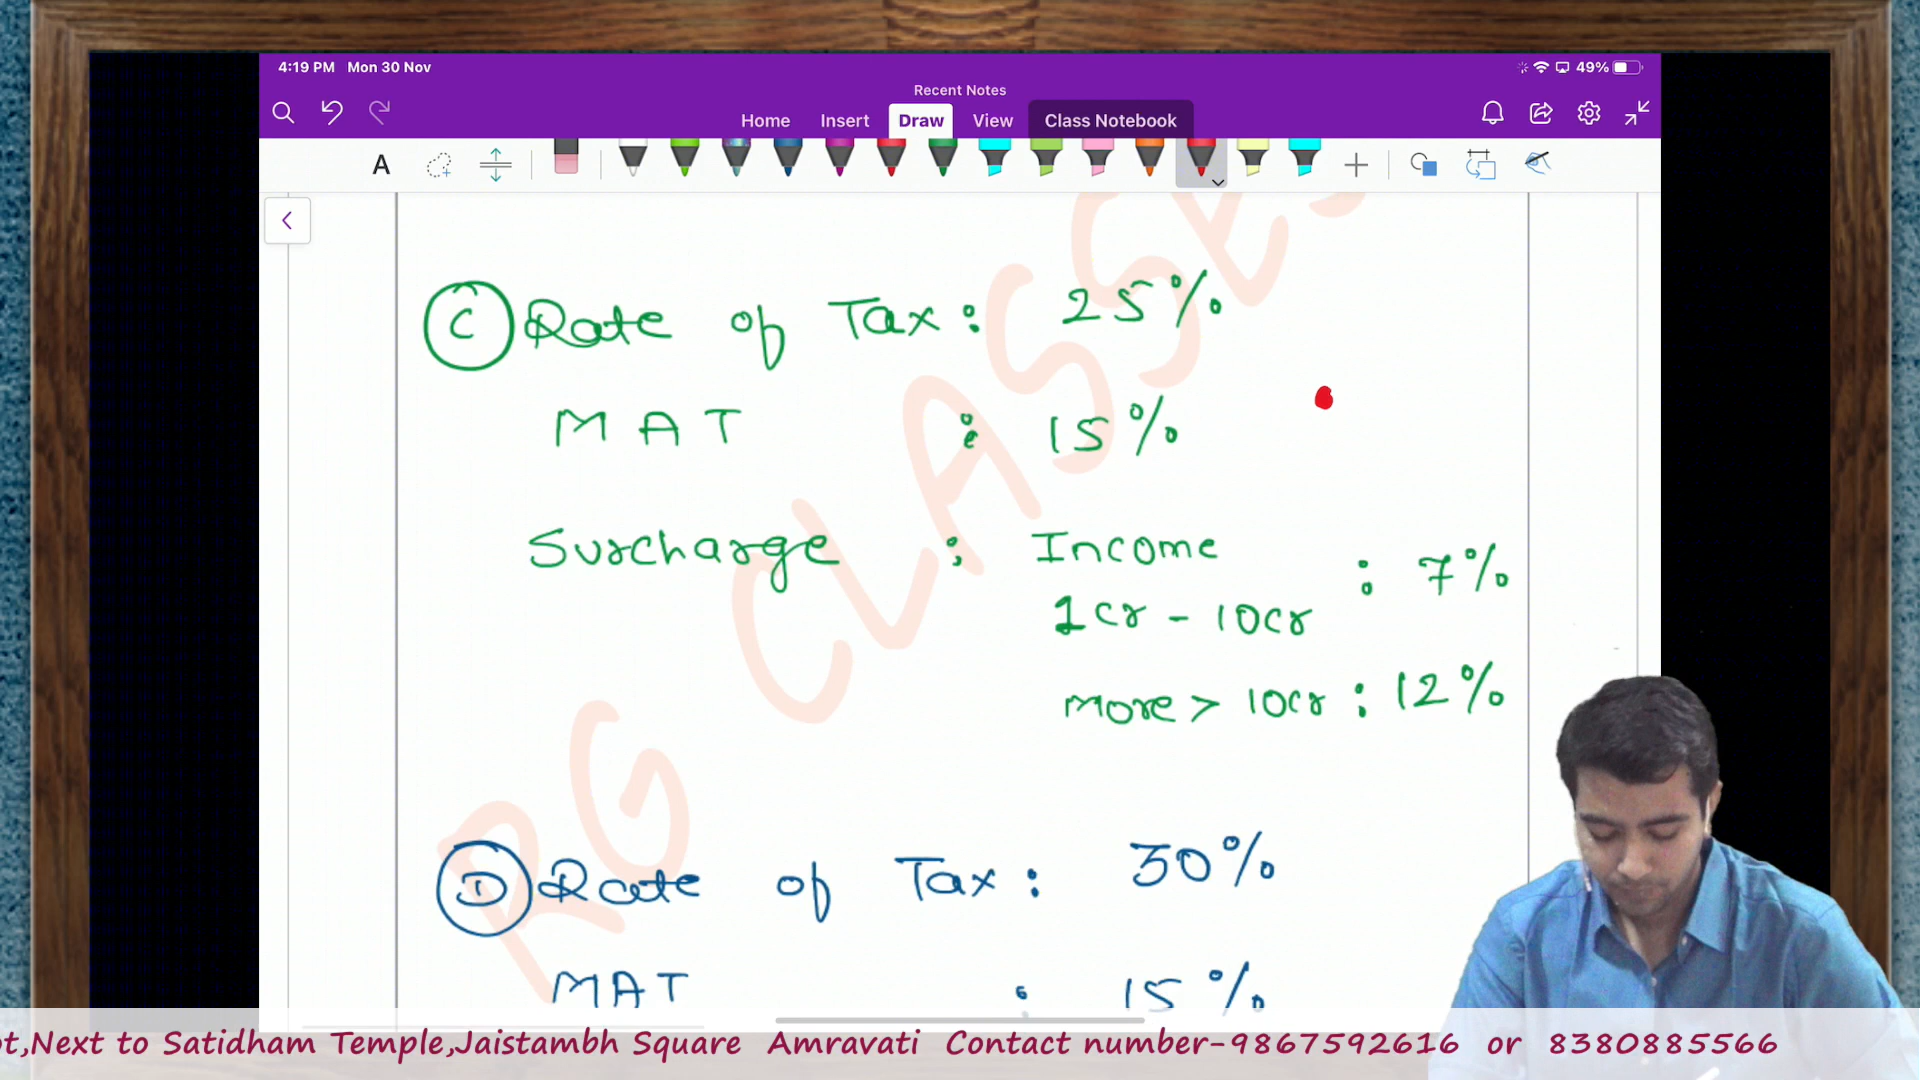 4:19 PM Mon 30 Nov
49%
Recent Notes
Home Insert Draw View Class Notebook
A
RG CLASSES
C Rate of Tax : 25%
MAT : 15%
Surcharge : Income
1cr - 10cr : 7%
more > 10cr : 12%
D Rate of Tax : 30%
MAT : 15%
Next to Satidham Temple,Jaistambh Square Amravati Contact number-9867592616 or 8380885566